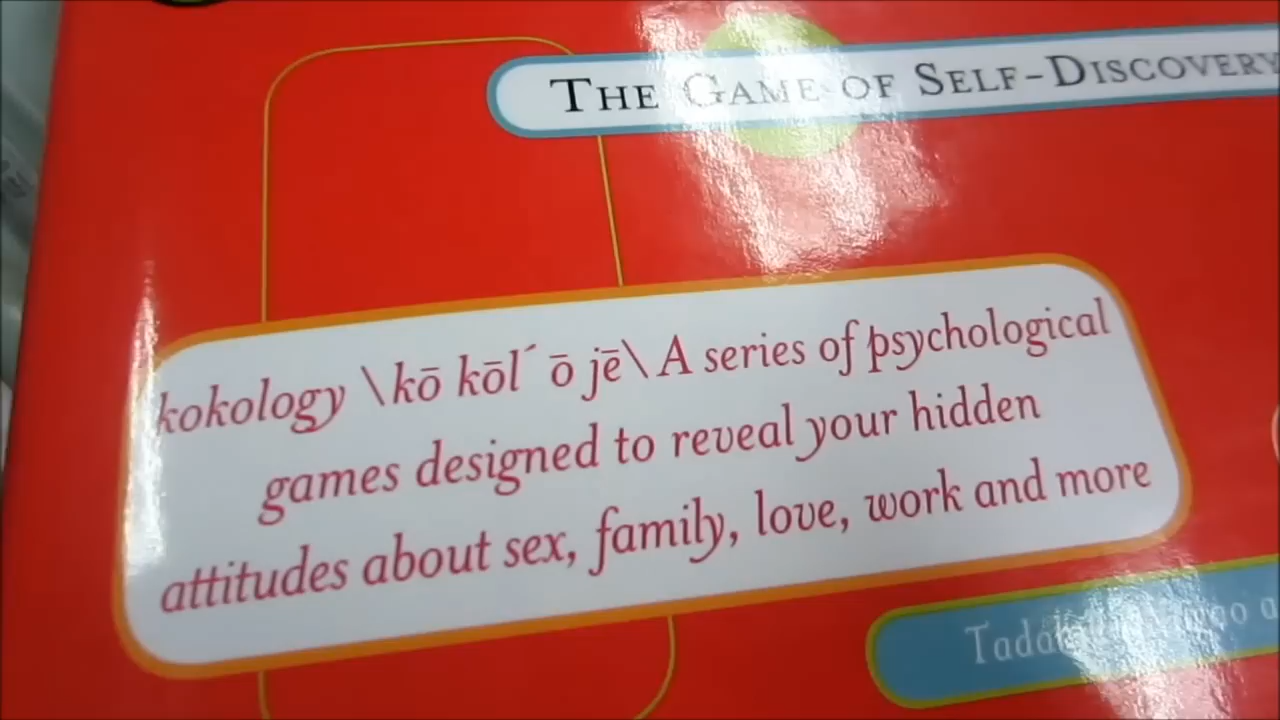 THE GAME OF SELF-DISCOVERY
kokology \kō kōl´ ō jē\ A series of psychological
games designed to reveal your hidden
attitudes about sex, family, love, work and more